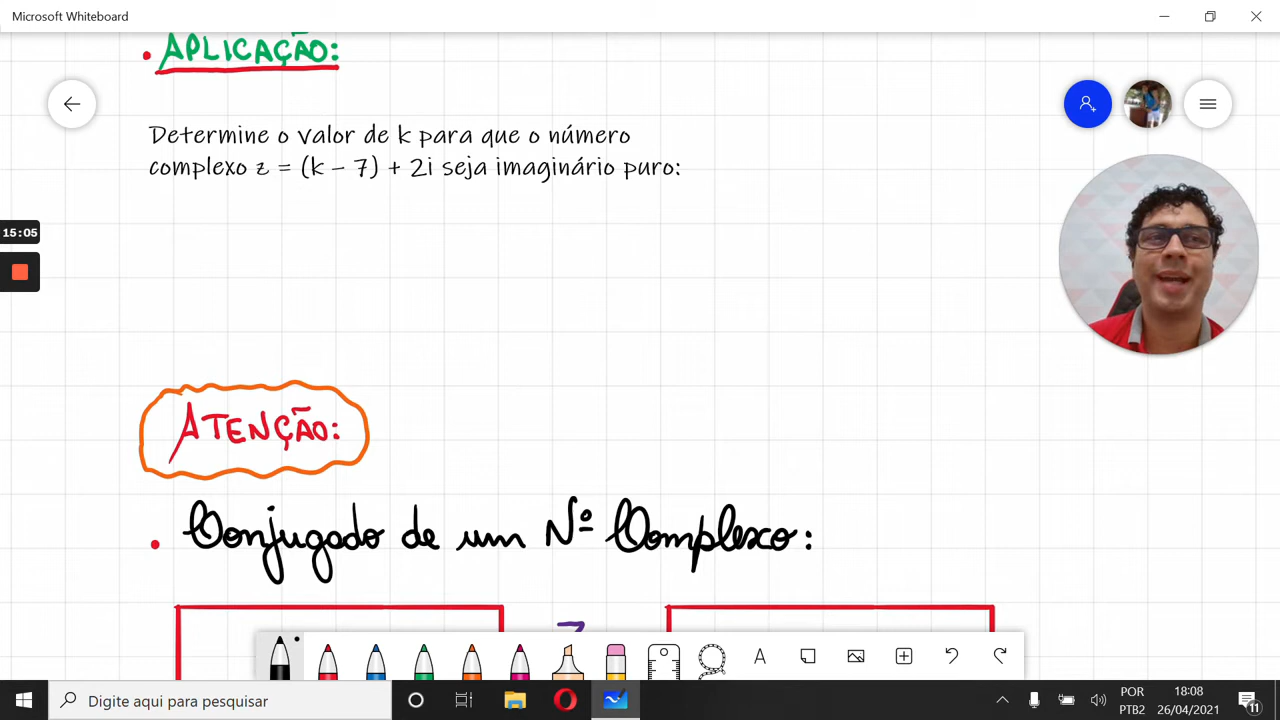 Microsoft Whiteboard
• APLICAÇÃO:
Determine o valor de k para que o número
complexo z = (k – 7) + 2i seja imaginário puro:
15:05
ATENÇÃO:
• Conjugado de um Nº Complexo:
A
Digite aqui para pesquisar
POR
PTB2
18:08
26/04/2021
11